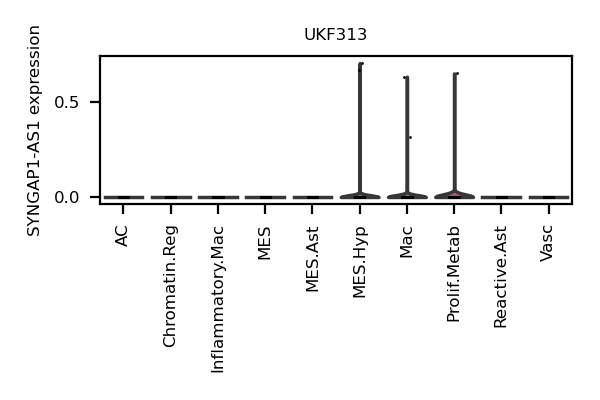 UKF313
SYNGAP1-AS1 expression
0.5
0.0
AC
Chromatin.Reg
Inflammatory.Mac
MES
MES.Ast
MES.Hyp
Mac
Prolif.Metab
Reactive.Ast
Vasc